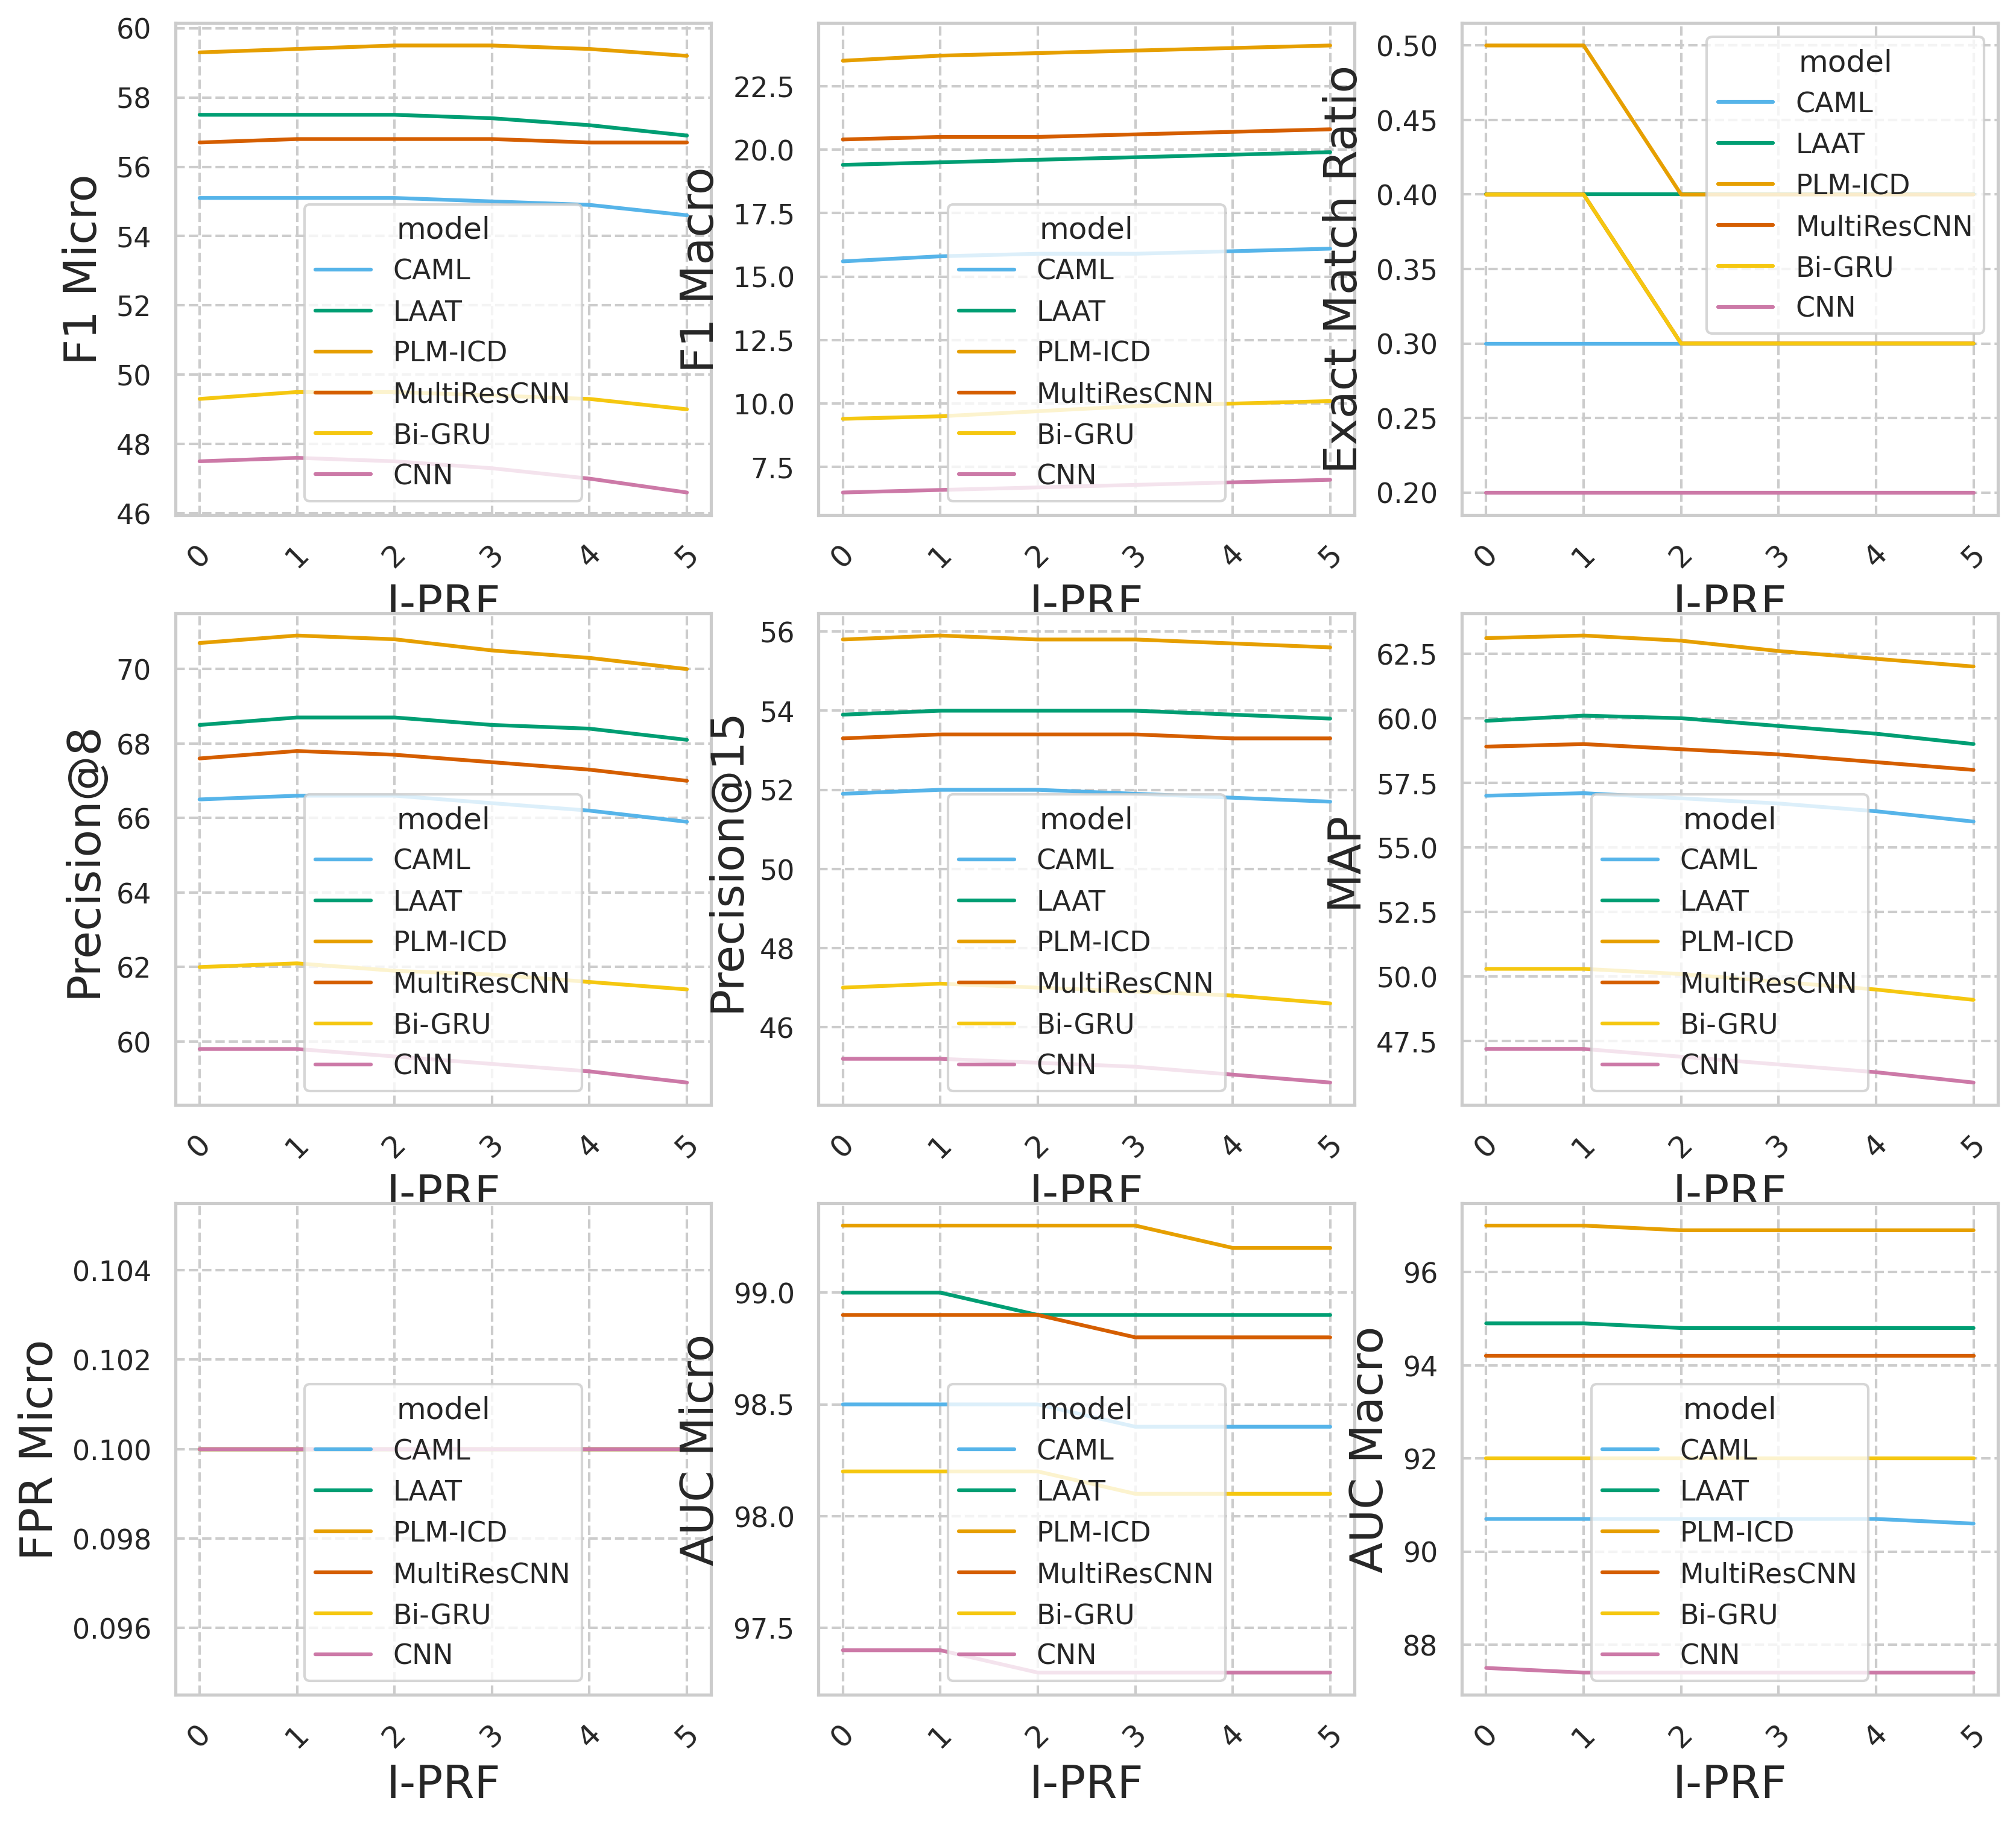 F1 Micro
60
58
56
54
52
50
48
46
model
CAML
LAAT
PLM-ICD
MultiResCNN
Bi-GRU
CNN
0 1 2 3 4 5
I-PRF
F1 Macro
22.5
20.0
17.5
15.0
12.5
10.0
7.5
model
CAML
LAAT
PLM-ICD
MultiResCNN
Bi-GRU
CNN
0 1 2 3 4 5
I-PRF
Exact Match Ratio
0.50
0.45
0.40
0.35
0.30
0.25
0.20
model
CAML
LAAT
PLM-ICD
MultiResCNN
Bi-GRU
CNN
0 1 2 3 4 5
I-PRF
Precision@8
70
68
66
64
62
60
model
CAML
LAAT
PLM-ICD
MultiResCNN
Bi-GRU
CNN
0 1 2 3 4 5
I-PRF
Precision@15
56
54
52
50
48
46
model
CAML
LAAT
PLM-ICD
MultiResCNN
Bi-GRU
CNN
0 1 2 3 4 5
I-PRF
MAP
62.5
60.0
57.5
55.0
52.5
50.0
47.5
model
CAML
LAAT
PLM-ICD
MultiResCNN
Bi-GRU
CNN
0 1 2 3 4 5
I-PRF
FPR Micro
0.104
0.102
0.100
0.098
0.096
model
CAML
LAAT
PLM-ICD
MultiResCNN
Bi-GRU
CNN
0 1 2 3 4 5
I-PRF
AUC Micro
99.0
98.5
98.0
97.5
model
CAML
LAAT
PLM-ICD
MultiResCNN
Bi-GRU
CNN
0 1 2 3 4 5
I-PRF
AUC Macro
96
94
92
90
88
model
CAML
LAAT
PLM-ICD
MultiResCNN
Bi-GRU
CNN
0 1 2 3 4 5
I-PRF